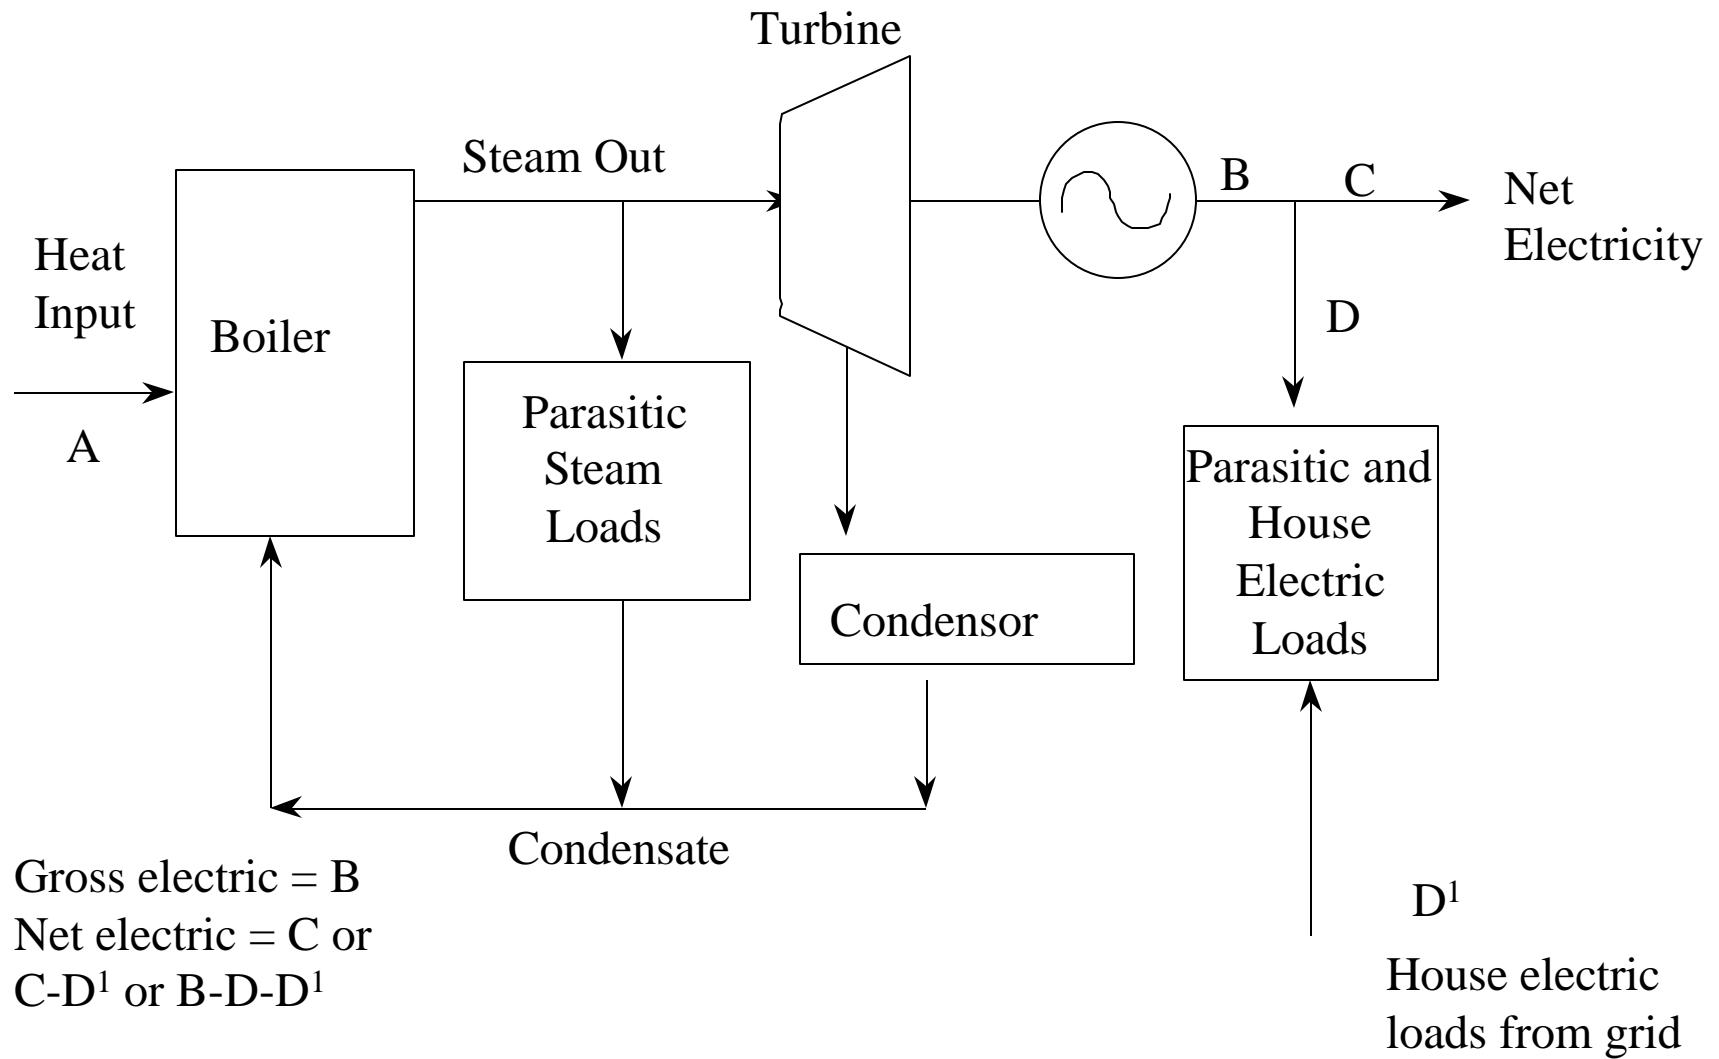 Turbine
Steam Out
B
C
Net
Electricity
Heat
Input
Boiler
D
A
Parasitic
Steam
Loads
Parasitic and
House
Electric
Loads
Condensor
Condensate
Gross electric = B
Net electric = C or
C-D¹ or B-D-D¹
D¹
House electric
loads from grid